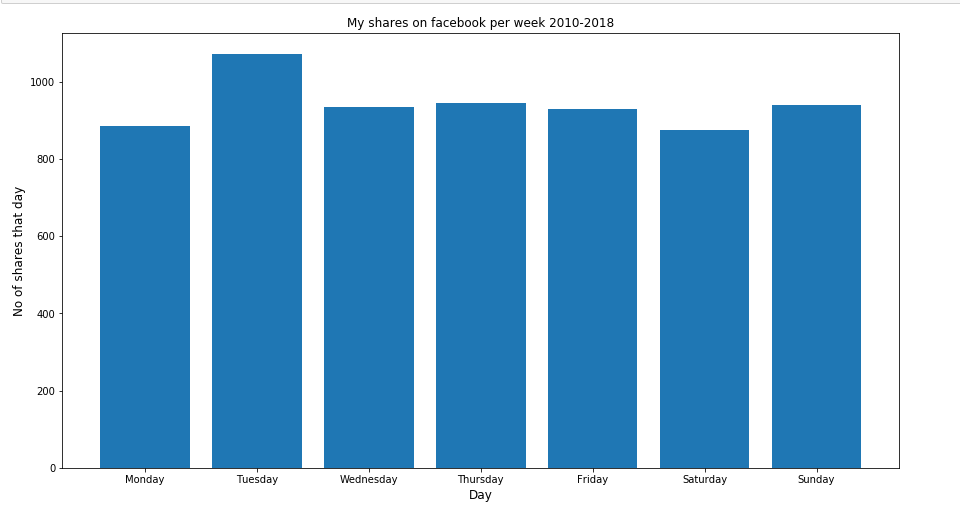 My shares on facebook per week 2010-2018
No of shares that day
1000
800
600
400
200
0
Monday Tuesday Wednesday Thursday Friday Saturday Sunday
Day